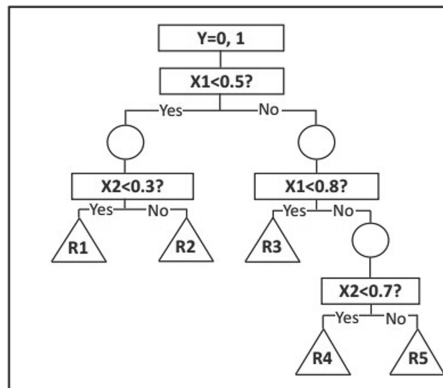 Y=0, 1
X1<0.5?
Yes No
X2<0.3? X1<0.8?
Yes No Yes No
R1 R2 R3
X2<0.7?
Yes No
R4 R5